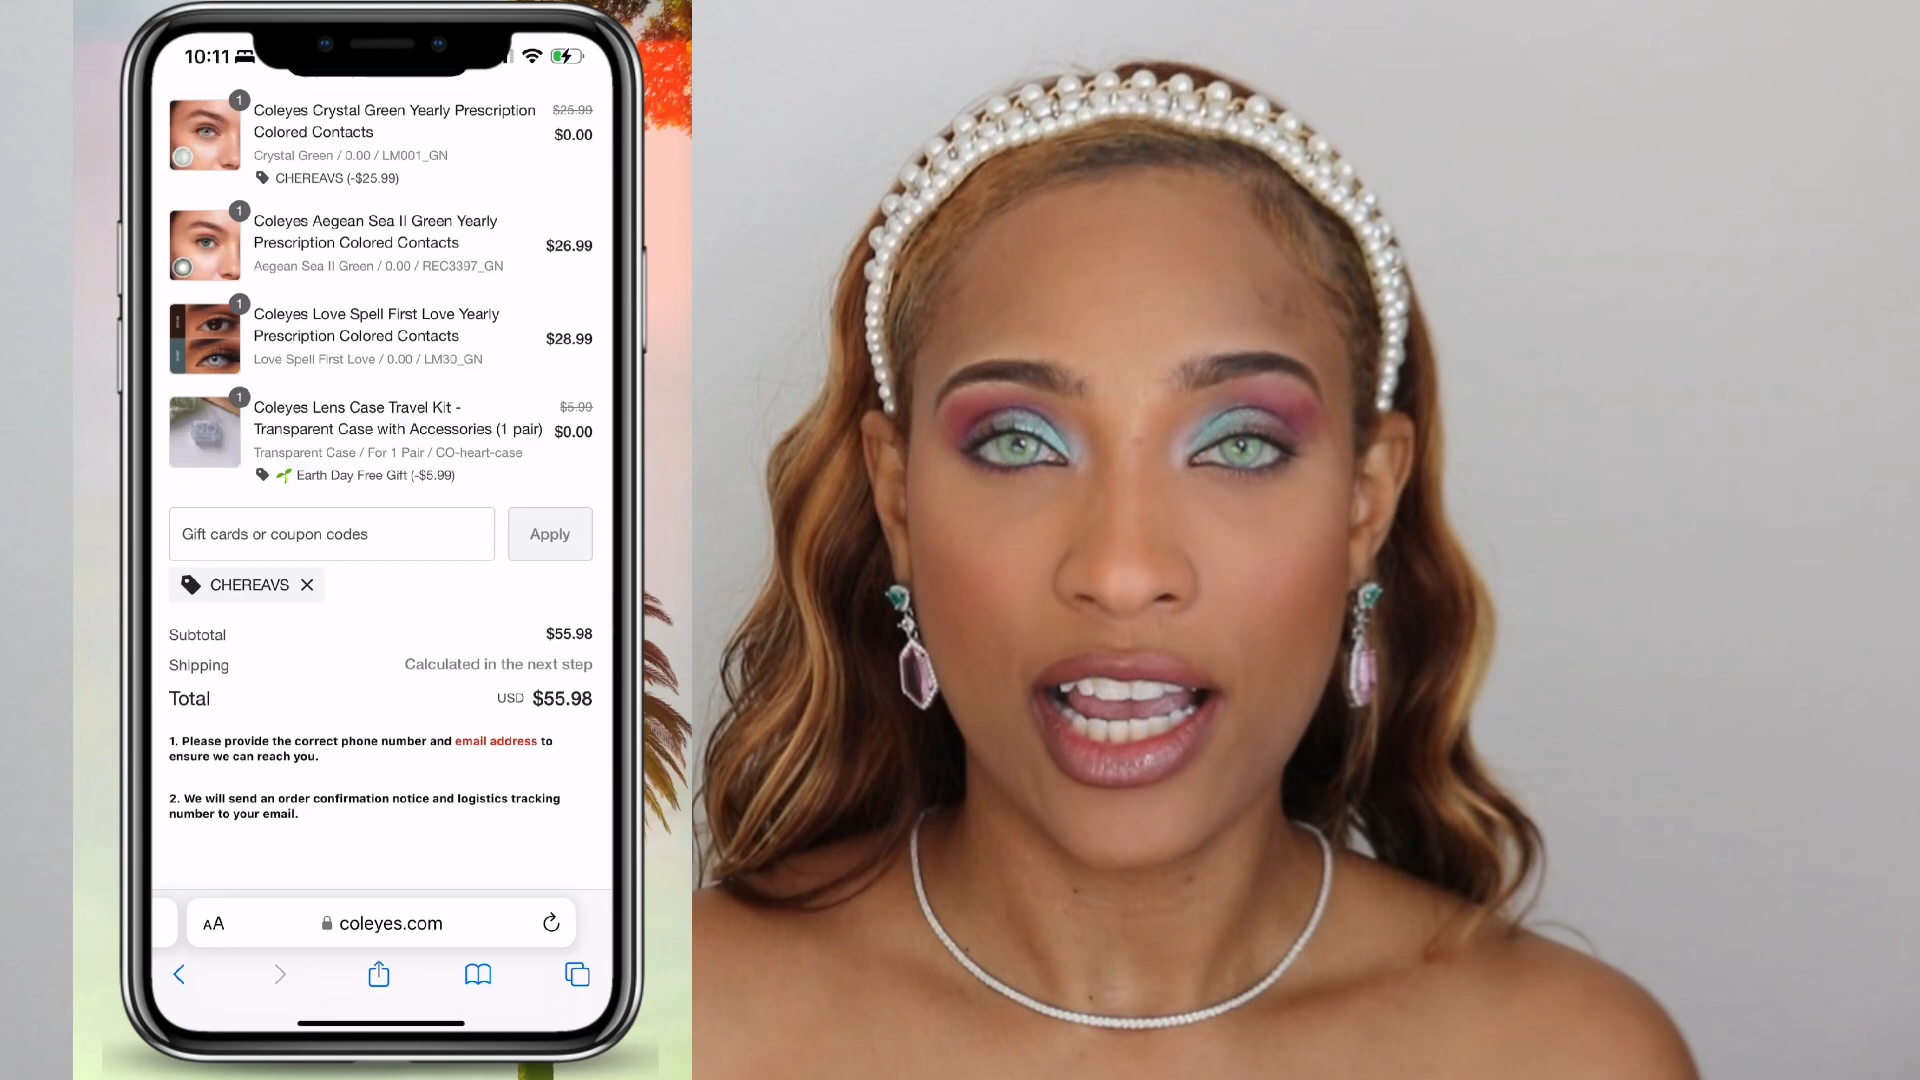 10:11
1
Coleyes Crystal Green Yearly Prescription $25.99
Colored Contacts $0.00
Crystal Green / 0.00 / LM001_GN
CHEREAVS (-$25.99)
1
Coleyes Aegean Sea II Green Yearly
Prescription Colored Contacts $26.99
Aegean Sea II Green / 0.00 / REC3397_GN
1
Coleyes Love Spell First Love Yearly
Prescription Colored Contacts $28.99
Love Spell First Love / 0.00 / LM30_GN
1
Coleyes Lens Case Travel Kit - $5.99
Transparent Case with Accessories (1 pair) $0.00
Transparent Case / For 1 Pair / CO-heart-case
🌱 Earth Day Free Gift (-$5.99)
Gift cards or coupon codes Apply
CHEREAVS
Subtotal $55.98
Shipping Calculated in the next step
Total USD $55.98
1. Please provide the correct phone number and email address to
ensure we can reach you.
2. We will send an order confirmation notice and logistics tracking
number to your email.
AA coleyes.com